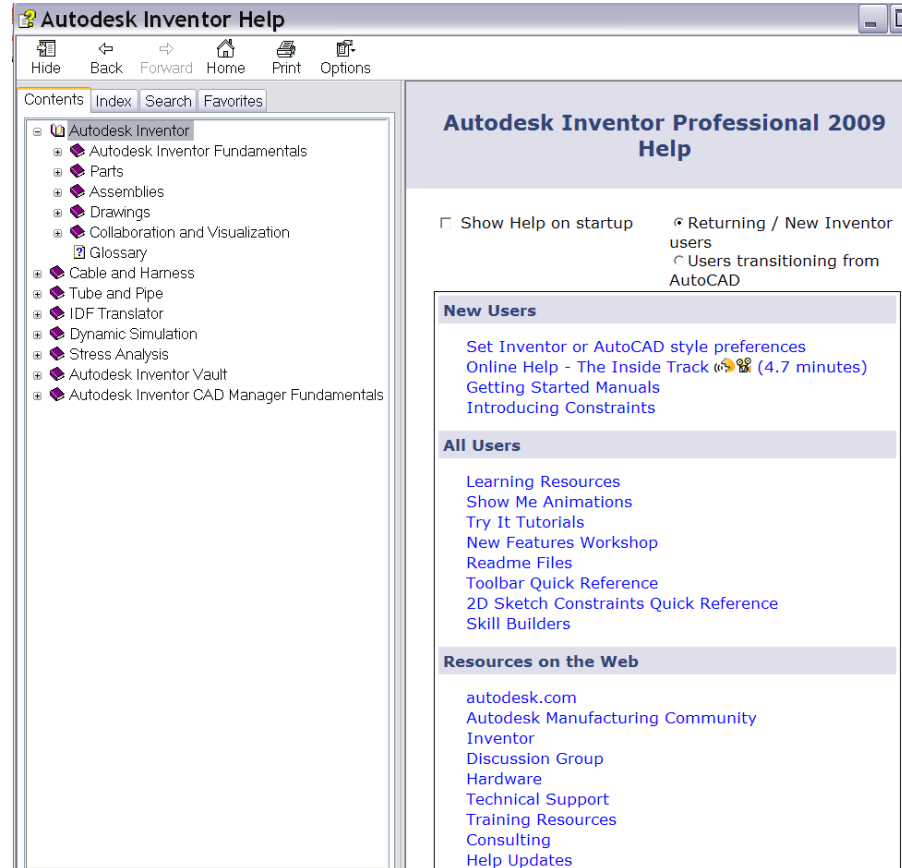 Autodesk Inventor Help
Hide Back Forward Home Print Options
Contents Index Search Favorites
Autodesk Inventor
Autodesk Inventor Fundamentals
Parts
Assemblies
Drawings
Collaboration and Visualization
Glossary
Cable and Harness
Tube and Pipe
IDF Translator
Dynamic Simulation
Stress Analysis
Autodesk Inventor Vault
Autodesk Inventor CAD Manager Fundamentals
Autodesk Inventor Professional 2009
Help
Show Help on startup
Returning / New Inventor
users
Users transitioning from
AutoCAD
New Users
Set Inventor or AutoCAD style preferences
Online Help - The Inside Track (4.7 minutes)
Getting Started Manuals
Introducing Constraints
All Users
Learning Resources
Show Me Animations
Try It Tutorials
New Features Workshop
Readme Files
Toolbar Quick Reference
2D Sketch Constraints Quick Reference
Skill Builders
Resources on the Web
autodesk.com
Autodesk Manufacturing Community
Inventor
Discussion Group
Hardware
Technical Support
Training Resources
Consulting
Help Updates